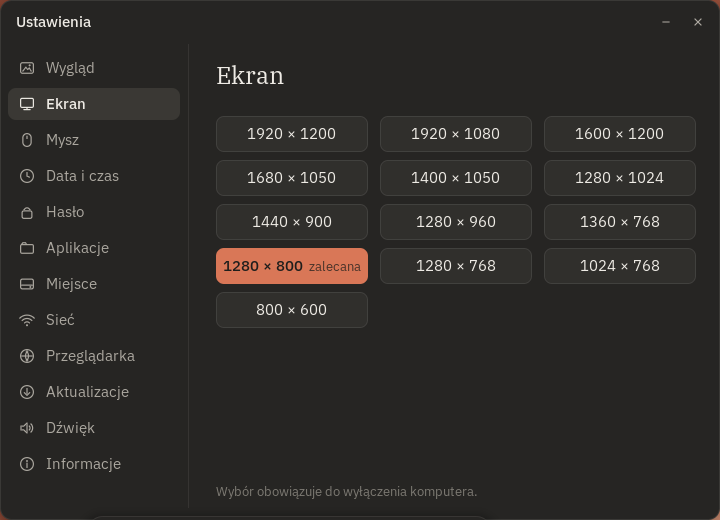 Ustawienia
Wygląd
Ekran
Mysz
Data i czas
Hasło
Aplikacje
Miejsce
Sieć
Przeglądarka
Aktualizacje
Dźwięk
Informacje
Ekran
1920 × 1200 1920 × 1080 1600 × 1200
1680 × 1050 1400 × 1050 1280 × 1024
1440 × 900 1280 × 960 1360 × 768
1280 × 800 zalecana 1280 × 768 1024 × 768
800 × 600
Wybór obowiązuje do wyłączenia komputera.